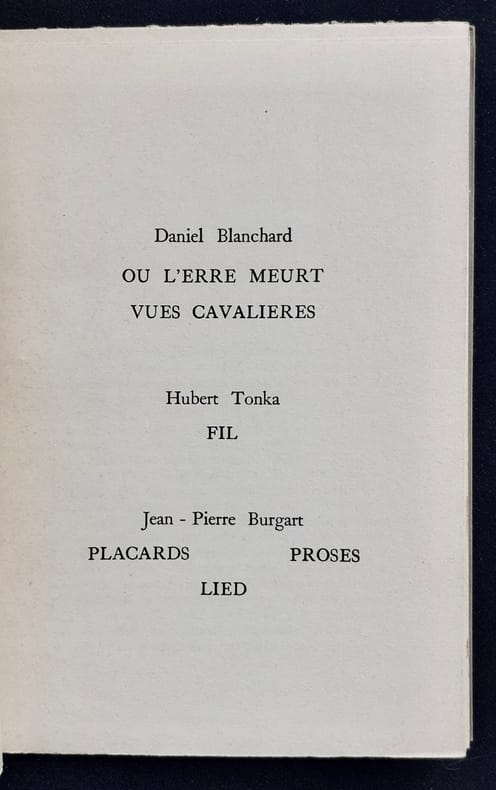 Daniel Blanchard
OU L'ERRE MEURT
VUES CAVALIERES
Hubert Tonka
FIL
Jean - Pierre Burgart
PLACARDS PROSES
LIED